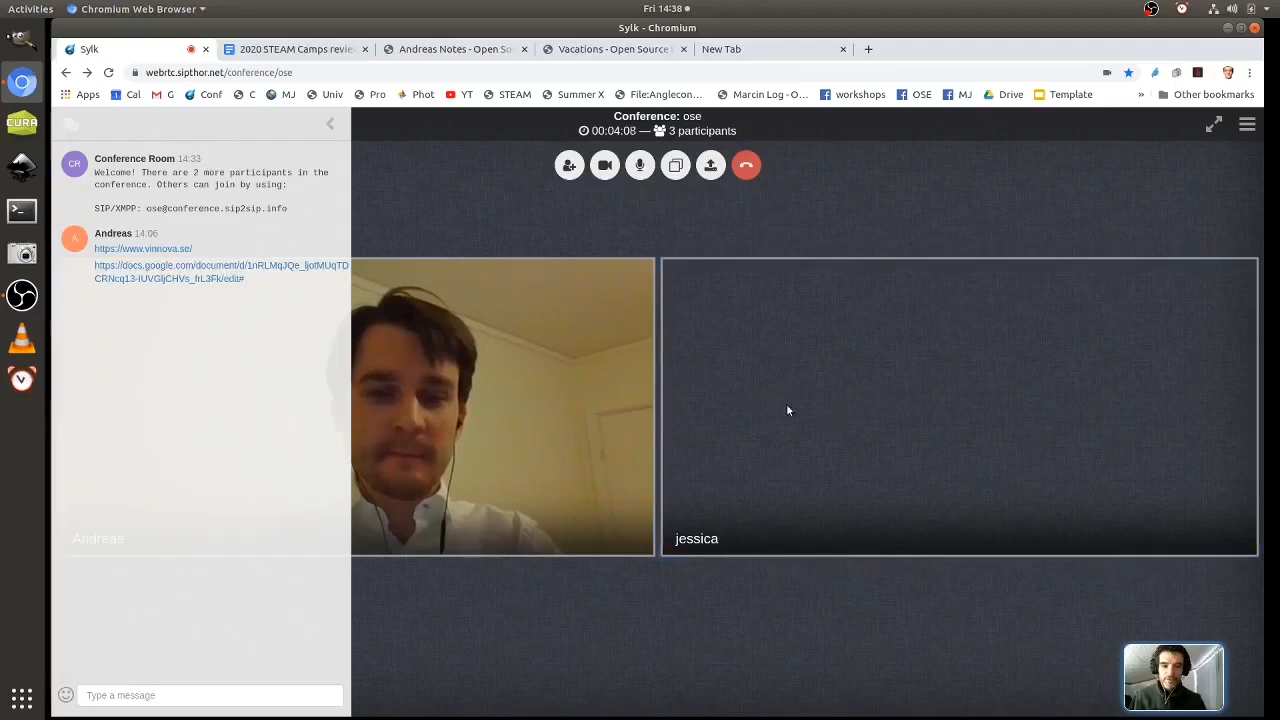 Activities
Chromium Web Browser
Fri 14:38
Sylk - Chromium
Sylk
2020 STEAM Camps revie
Andreas Notes - Open So
Vacations - Open Source
New Tab
webrtc.sipthor.net/conference/ose
Apps
Cal
G
Conf
C
MJ
Univ
Pro
Phot
YT
STEAM
Summer X
File:Anglecon...
Marcin Log - O...
workshops
OSE
MJ
Drive
Template
»
Other bookmarks
Conference: ose
00:04:08 — 3 participants
CR
Conference Room 14:33
Welcome! There are 2 more participants in the
conference. Others can join by using:
SIP/XMPP: ose@conference.sip2sip.info
A
Andreas 14:06
https://www.vinnova.se/
https://docs.google.com/document/d/1nRLMqJQe_ljotMUqTD
Andreas
jessica
Type a message
CURA